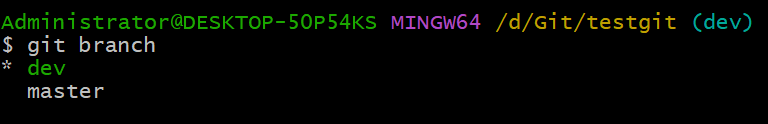 Administrator@DESKTOP-5OP54KS MINGW64 /d/Git/testgit (dev)
$ git branch
* dev
  master